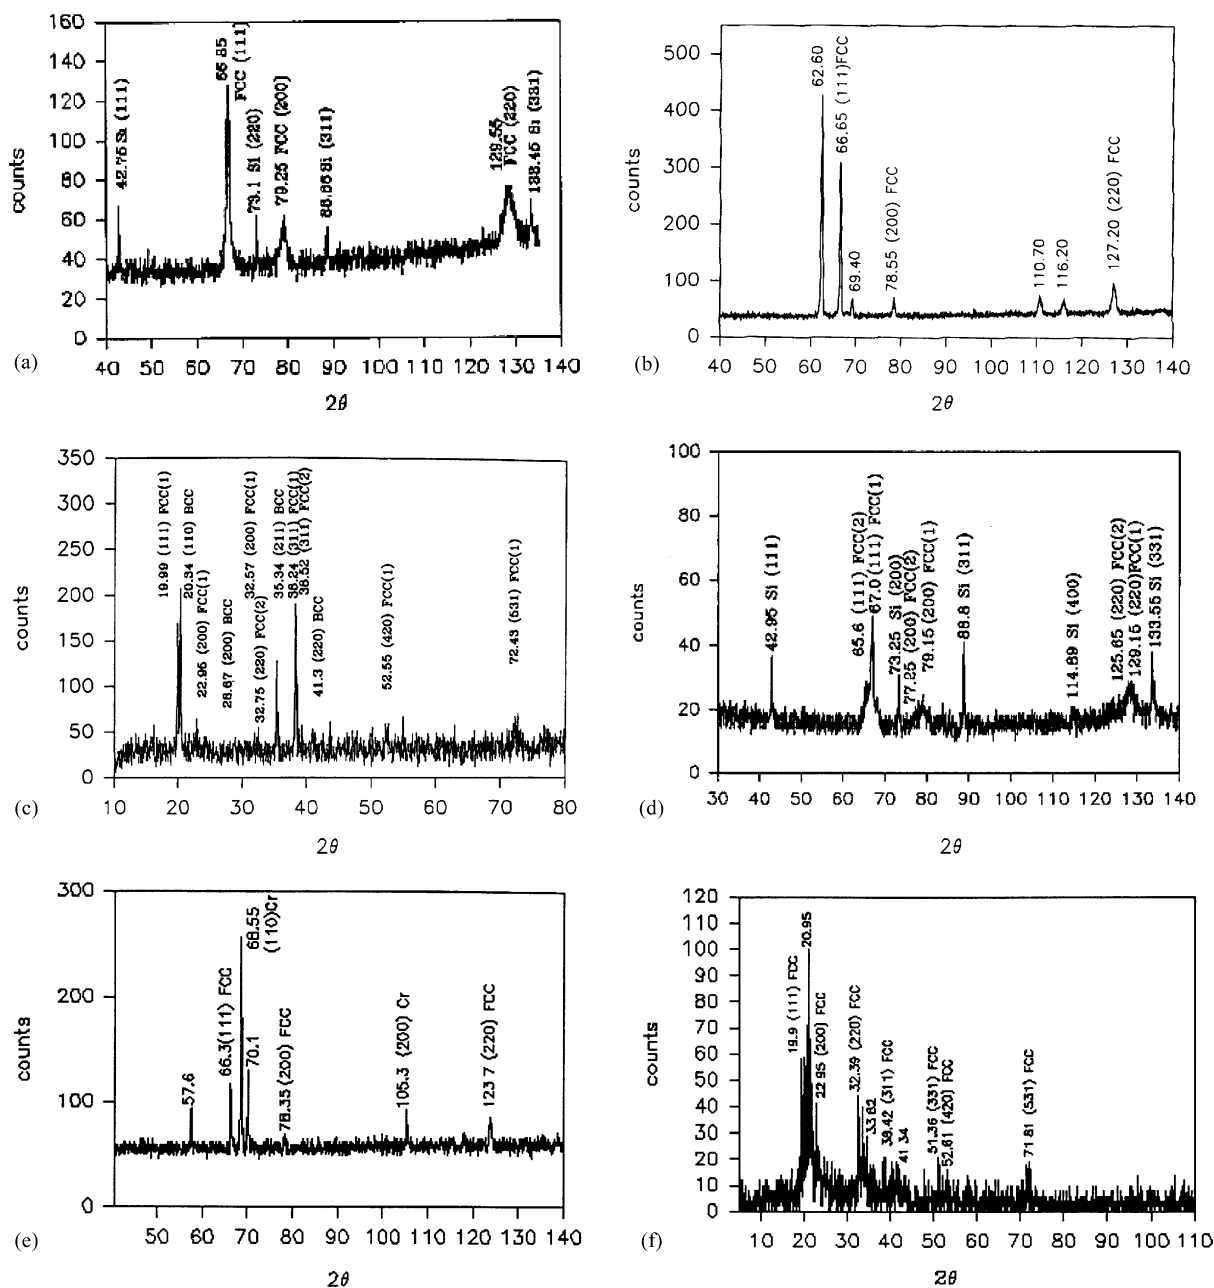 160
140
120
100
80
60
40
20
0
counts
42.75 Si (111)
66 85
FCC (111)
73.1 Si (220)
79.25 FCC (200)
88.66 Si (311)
129.55
FCC (220)
133.45 Si (331)
40 50 60 70 80 90 100 110 120 130 140
2θ
(a)
500
400
300
200
100
0
counts
62.60
66.65 (111)FCC
69.40
78.55 (200) FCC
110.70
116.20
127.20 (220) FCC
40 50 60 70 80 90 100 110 120 130 140
2θ
(b)
350
300
250
200
150
100
50
0
counts
19.99 (111) FCC(1)
20.34 (110) BCC
22.95 (200) FCC(1)
28.67 (200) BCC
32.57 (200) FCC(1)
32.75 (220) FCC(2)
35.34 (211) BCC
38.24 (311) FCC(1)
38.52 (311) FCC(2)
41.3 (220) BCC
52.55 (420) FCC(1)
72.43 (531) FCC(1)
10 20 30 40 50 60 70 80
2θ
(c)
100
80
60
40
20
0
counts
42.95 Si (111)
65.6 (111) FCC(2)
67.0 (111) FCC(1)
73.25 Si (200)
77.25 (200) FCC(2)
79.15 (200) FCC(1)
88.8 Si (311)
114.89 Si (400)
125.65 (220) FCC(2)
129.15 (220)FCC(1)
133.55 Si (331)
30 40 50 60 70 80 90 100 110 120 130 140
2θ
(d)
300
200
100
0
counts
57.6
66.3(111) FCC
68.55
(110)Cr
70.1
78.35 (200) FCC
105.3 (200) Cr
123 7 (220) FCC
50 60 70 80 90 100 110 120 130 140
2θ
(e)
120
110
100
90
80
70
60
50
40
30
20
10
0
counts
19.9 (111) FCC
20.95
22 95 (200) FCC
32.39 (220) FCC
33 82
38.42 (311) FCC
41 34
51.36 (331) FCC
52.61 (420) FCC
71 81 (531) FCC
10 20 30 40 50 60 70 80 90 100 110
2θ
(f)